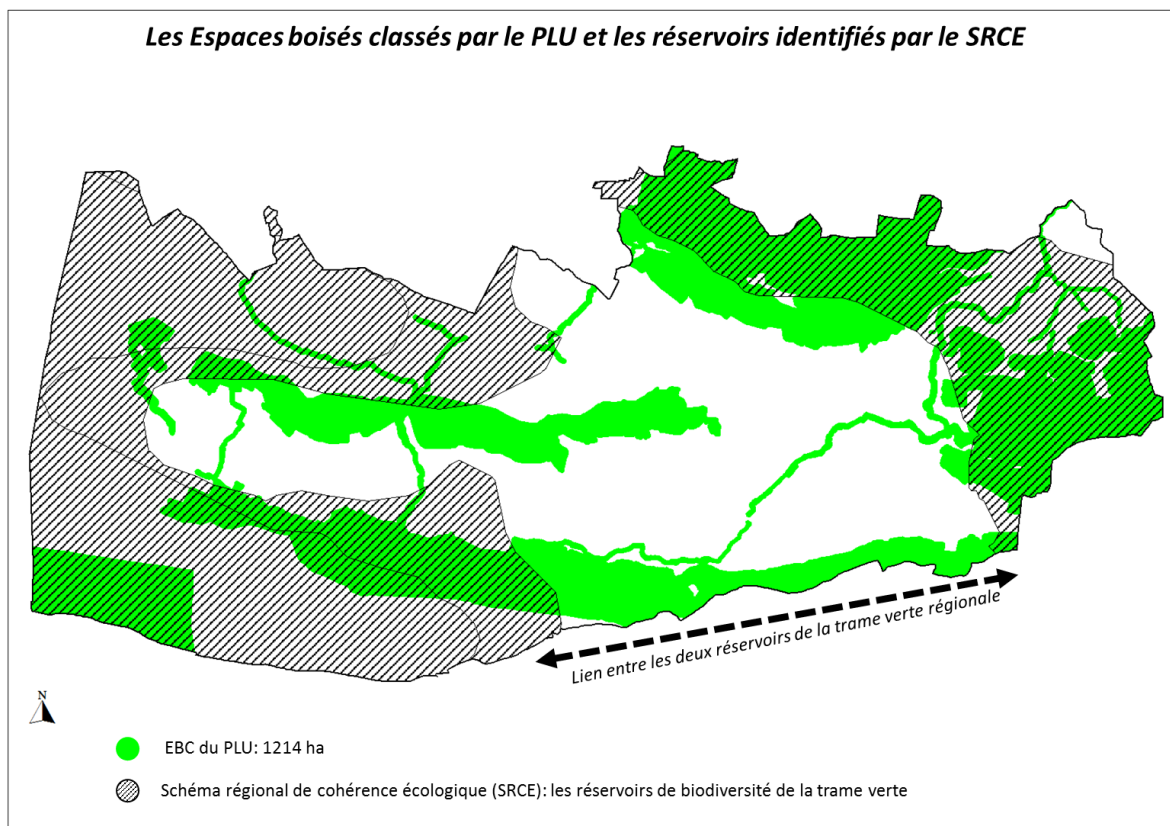 Les Espaces boisés classés par le PLU et les réservoirs identifiés par le SRCE
Lien entre les deux réservoirs de la trame verte régionale
N
EBC du PLU: 1214 ha
Schéma régional de cohérence écologique (SRCE): les réservoirs de biodiversité de la trame verte